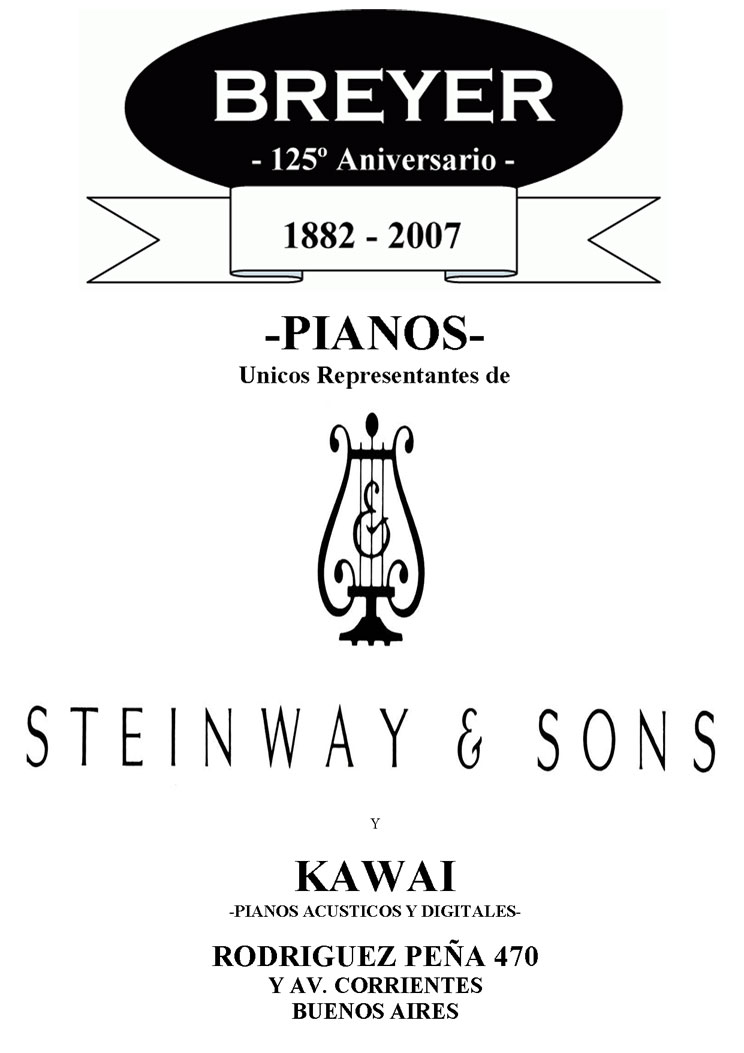 BREYER
- 125º Aniversario -
1882 - 2007
-PIANOS-
Unicos Representantes de
&
STEINWAY & SONS
Y
KAWAI
-PIANOS ACUSTICOS Y DIGITALES-
RODRIGUEZ PEÑA 470
Y AV. CORRIENTES
BUENOS AIRES